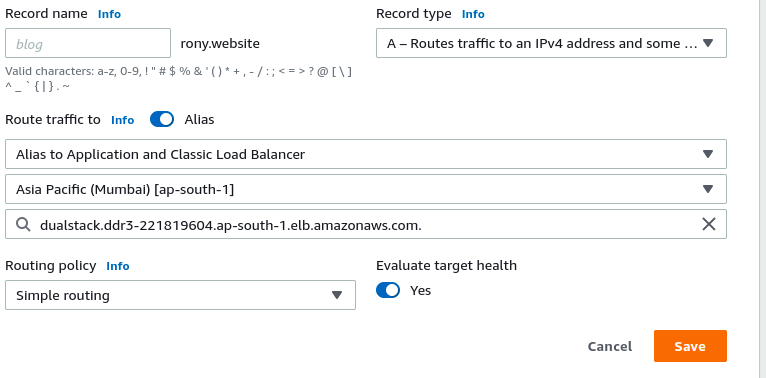 Record name Info
Record type Info
blog
rony.website
A – Routes traffic to an IPv4 address and some ...
Valid characters: a-z, 0-9, ! " # $ % & ' ( ) * + , - / : ; < = > ? @ [ \ ]
^ _ ` { | } . ~
Route traffic to Info Alias
Alias to Application and Classic Load Balancer
Asia Pacific (Mumbai) [ap-south-1]
dualstack.ddr3-221819604.ap-south-1.elb.amazonaws.com.
Routing policy Info
Evaluate target health
Simple routing
Yes
Cancel
Save